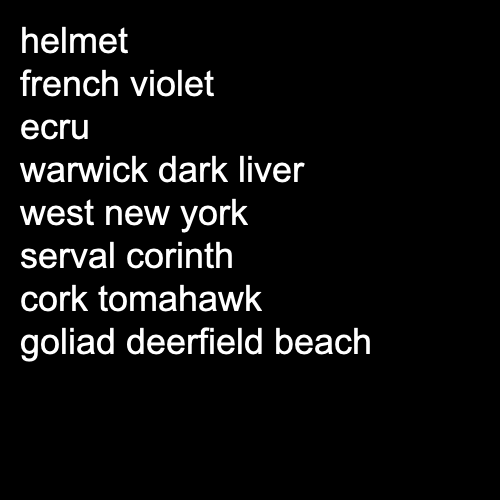 helmet
french violet
ecru
warwick dark liver
west new york
serval corinth
cork tomahawk
goliad deerfield beach